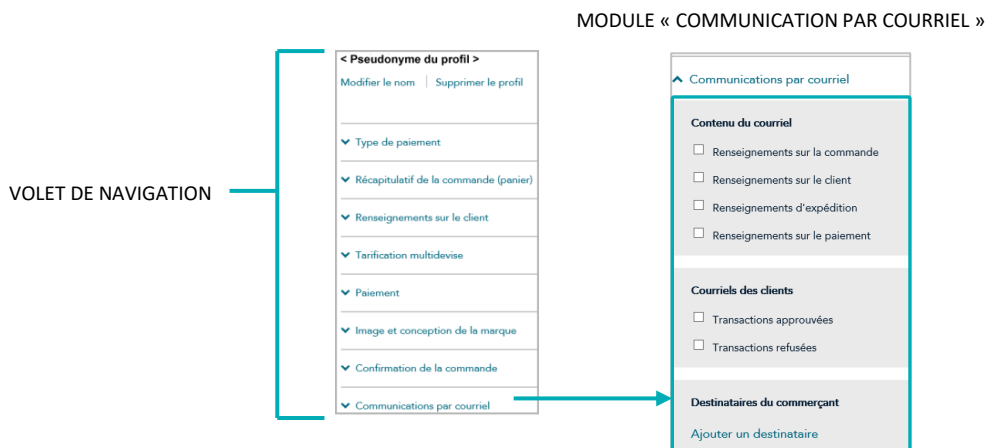 MODULE « COMMUNICATION PAR COURRIEL »
VOLET DE NAVIGATION
< Pseudonyme du profil >
Modifier le nom | Supprimer le profil
Type de paiement
Récapitulatif de la commande (panier)
Renseignements sur le client
Tarification multidevise
Paiement
Image et conception de la marque
Confirmation de la commande
Communications par courriel
Communications par courriel
Contenu du courriel
Renseignements sur la commande
Renseignements sur le client
Renseignements d'expédition
Renseignements sur le paiement
Courriels des clients
Transactions approuvées
Transactions refusées
Destinataires du commerçant
Ajouter un destinataire